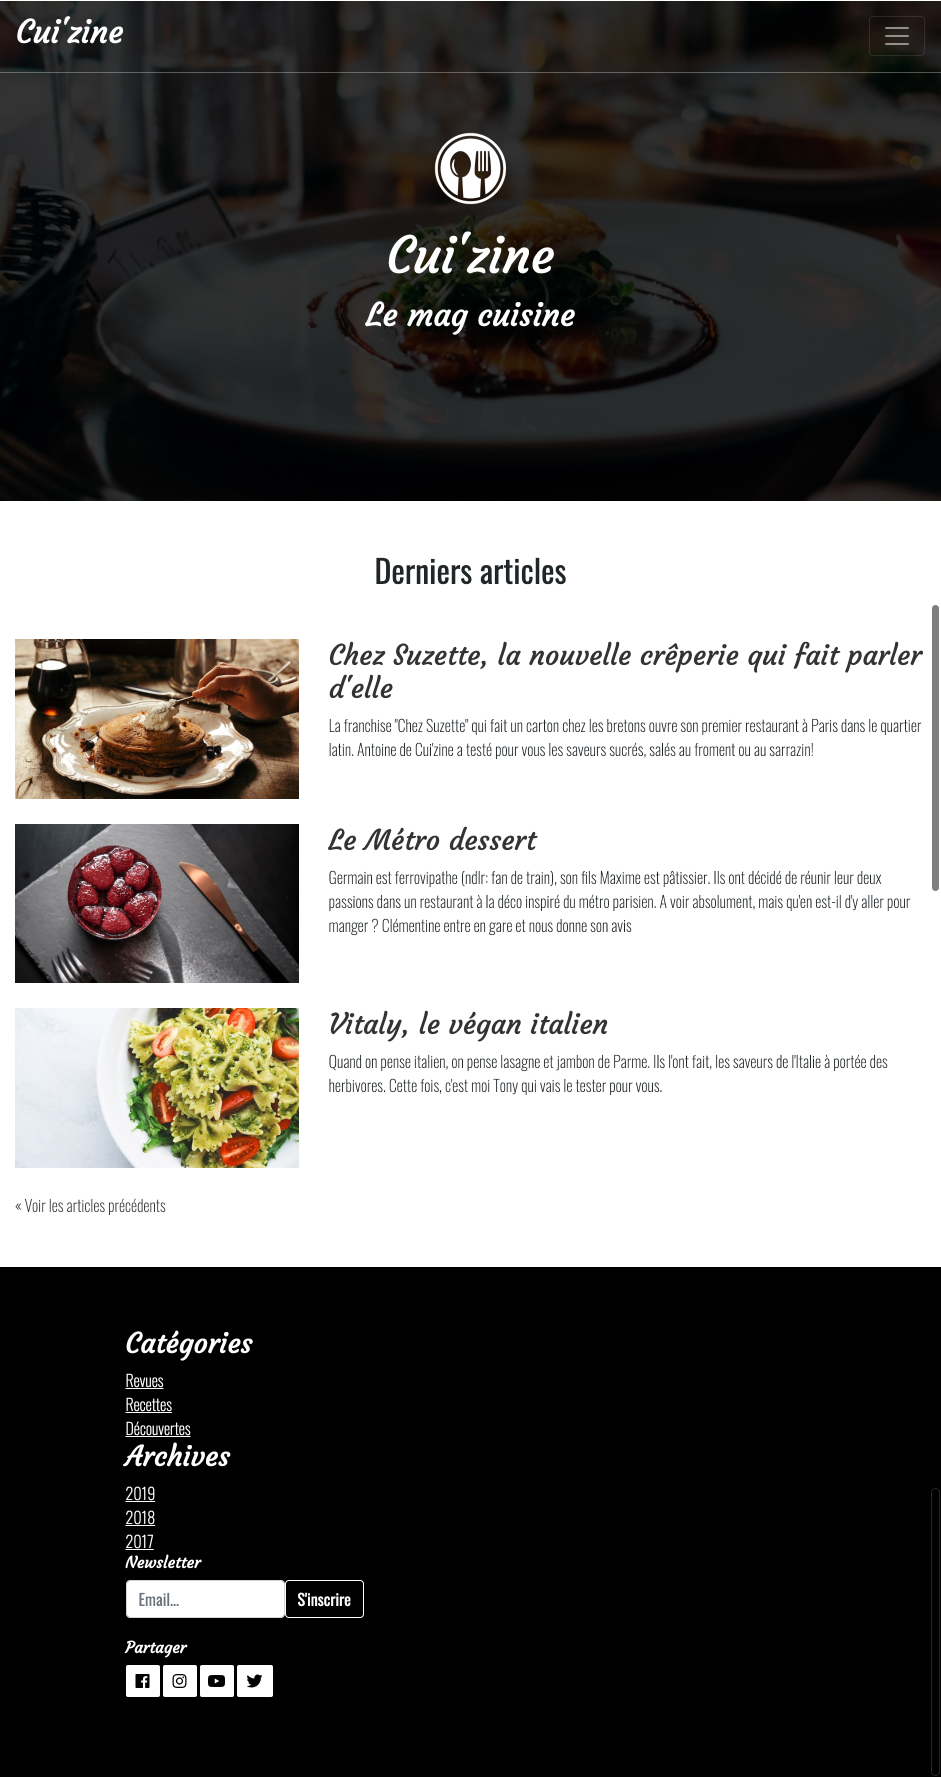 Cui'zine
Cui'zine
Le mag cuisine
Derniers articles
Chez Suzette, la nouvelle crêperie qui fait parler
d'elle
La franchise "Chez Suzette" qui fait un carton chez les bretons ouvre son premier restaurant à Paris dans le quartier
latin. Antoine de Cui'zine a testé pour vous les saveurs sucrés, salés au froment ou au sarrazin!
Le Métro dessert
Germain est ferrovipathe (ndlr: fan de train), son fils Maxime est pâtissier. Ils ont décidé de réunir leur deux
passions dans un restaurant à la déco inspiré du métro parisien. A voir absolument, mais qu'en est-il d'y aller pour
manger ? Clémentine entre en gare et nous donne son avis
Vitaly, le végan italien
Quand on pense italien, on pense lasagne et jambon de Parme. Ils l'ont fait, les saveurs de l'Italie à portée des
herbivores. Cette fois, c'est moi Tony qui vais le tester pour vous.
« Voir les articles précédents
Catégories
Revues
Recettes
Découvertes
Archives
2019
2018
2017
Newsletter
Email...
S'inscrire
Partager